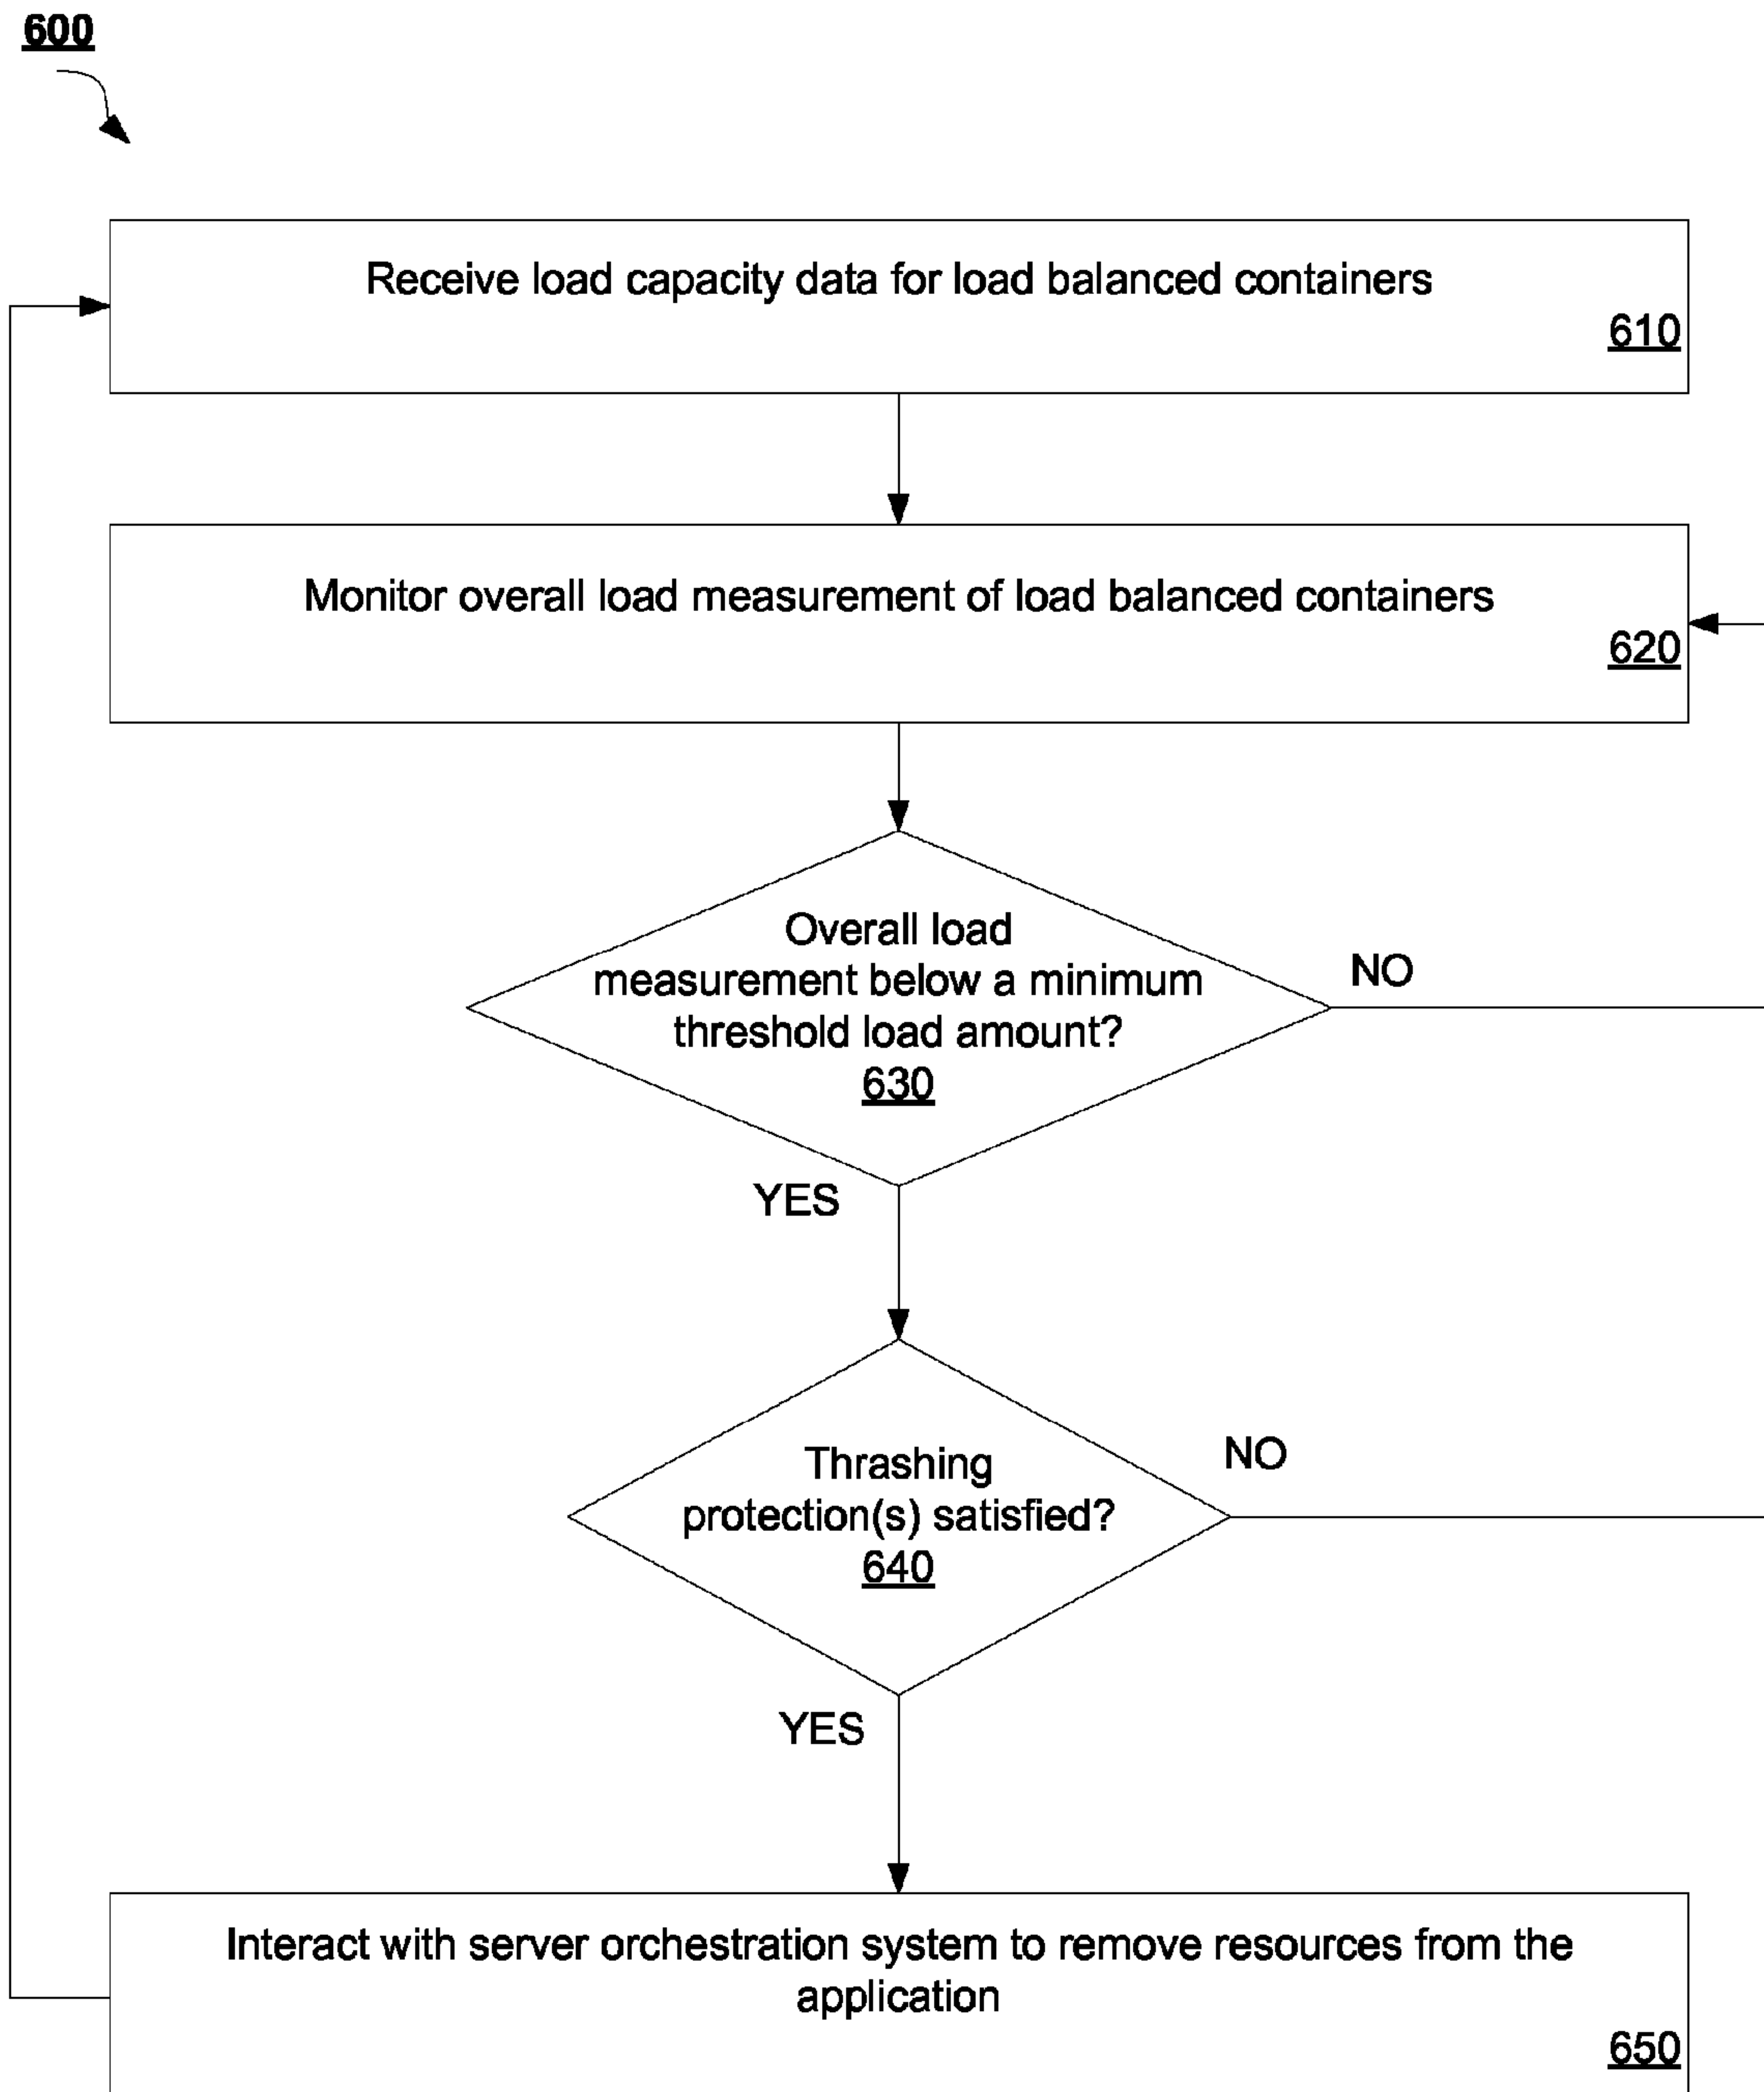 600
Receive load capacity data for load balanced containers
610
Monitor overall load measurement of load balanced containers
620
Overall load
measurement below a minimum
threshold load amount?
630
NO
YES
Thrashing
protection(s) satisfied?
640
NO
YES
Interact with server orchestration system to remove resources from the
application
650